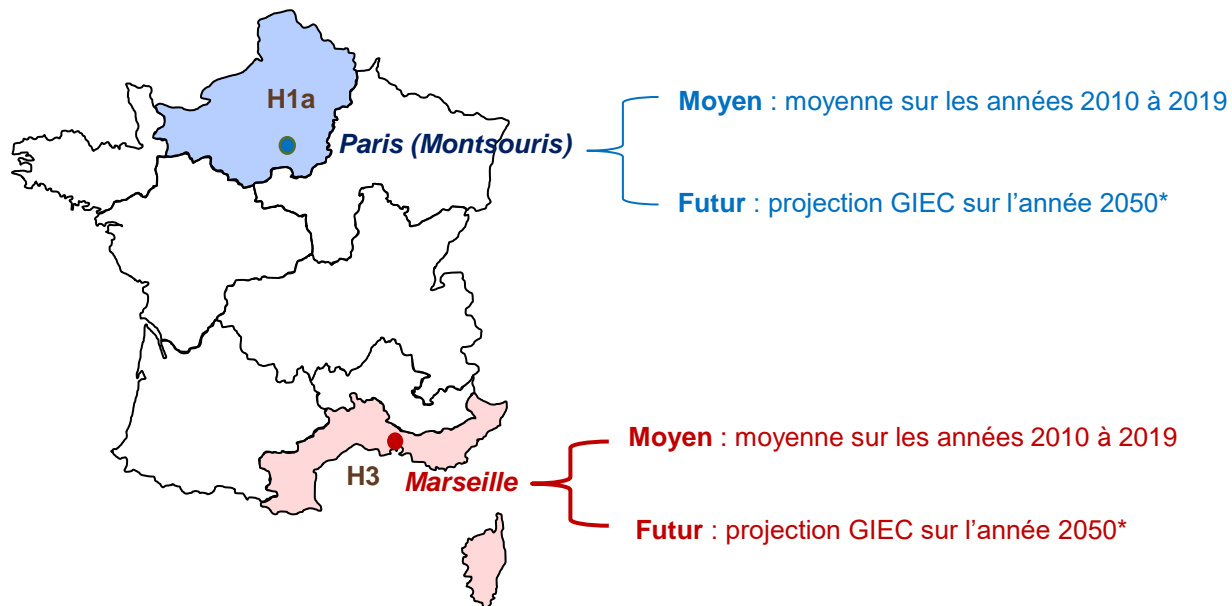 H1a
Paris (Montsouris)
Moyen : moyenne sur les années 2010 à 2019
Futur : projection GIEC sur l’année 2050*
H3
Marseille
Moyen : moyenne sur les années 2010 à 2019
Futur : projection GIEC sur l’année 2050*